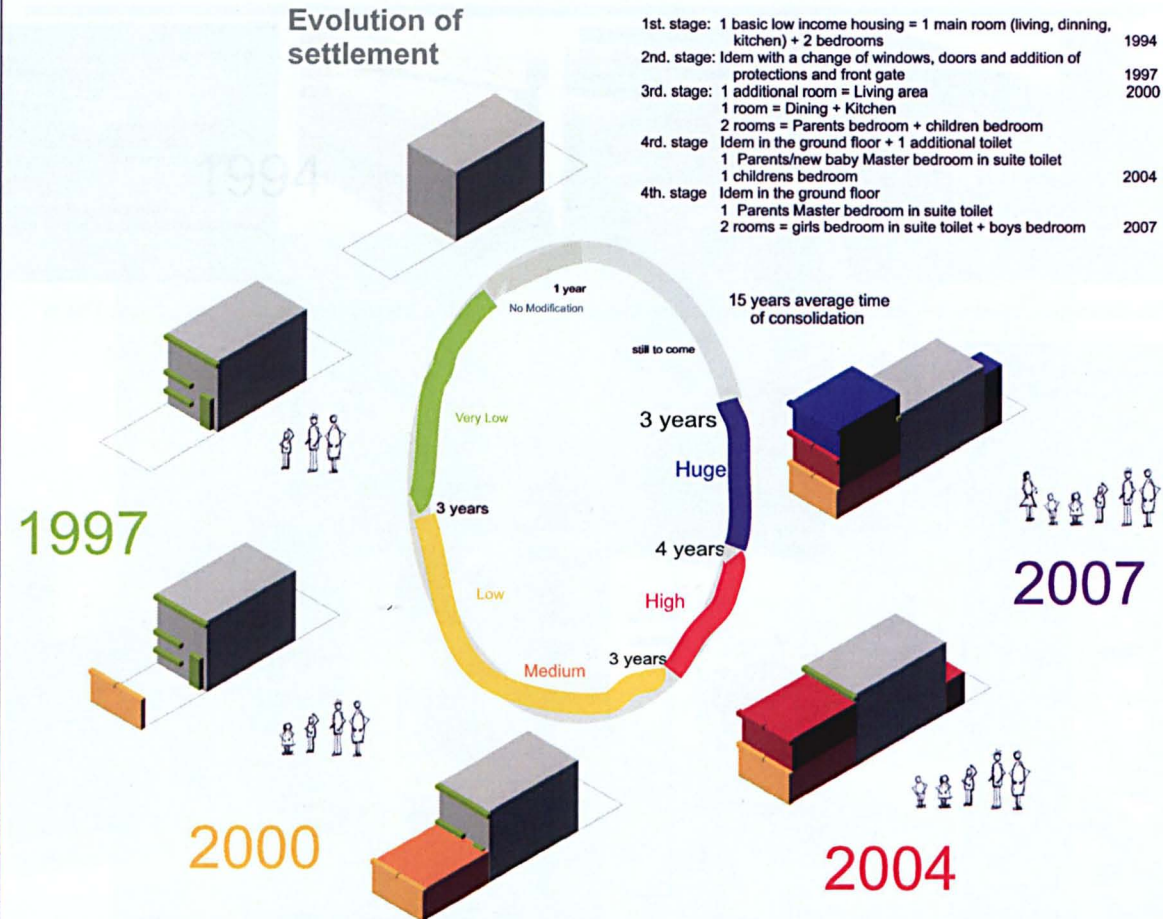 Evolution of
settlement
1st. stage: 1 basic low income housing = 1 main room (living, dinning,
kitchen) + 2 bedrooms 1994
2nd. stage: Idem with a change of windows, doors and addition of
protections and front gate 1997
3rd. stage: 1 additional room = Living area 2000
1 room = Dining + Kitchen
2 rooms = Parents bedroom + children bedroom
4rd. stage Idem in the ground floor + 1 additional toilet
1 Parents/new baby Master bedroom in suite toilet
1 childrens bedroom 2004
4th. stage Idem in the ground floor
1 Parents Master bedroom in suite toilet
2 rooms = girls bedroom in suite toilet + boys bedroom 2007
1994
1 year
No Modification
15 years average time
of consolidation
still to come
Very Low
3 years
Huge
3 years
1997
4 years
2007
Low
High
3 years
Medium
2000
2004